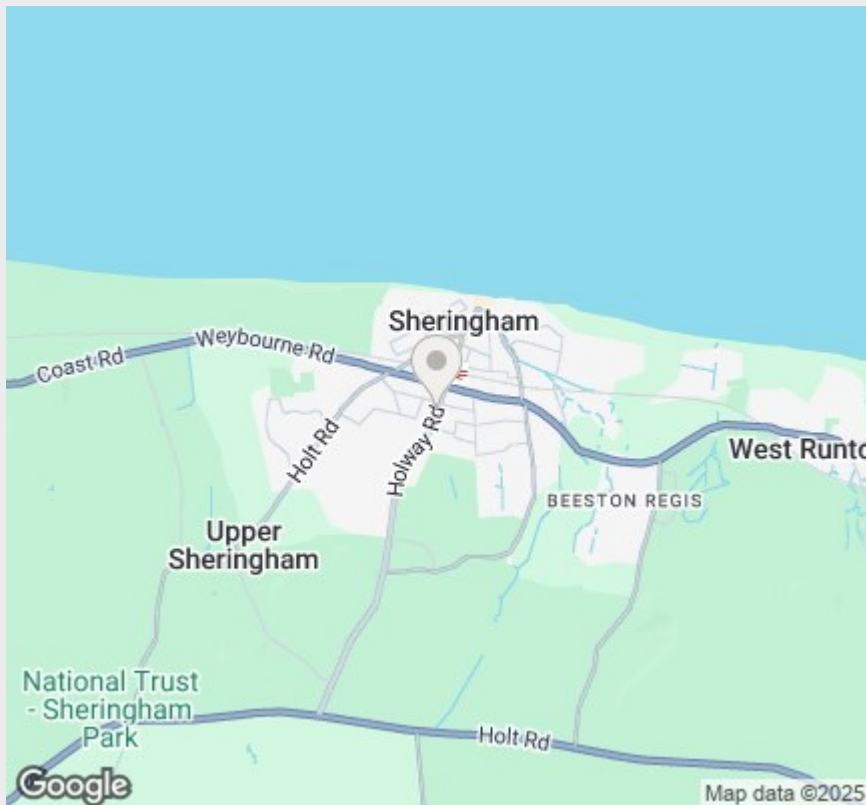 Sheringham
Weybourne Rd
Coast Rd
Holt Rd
Holway Rd
West Runto
BEESTON REGIS
Upper
Sheringham
National Trust
- Sheringham
Park
Holt Rd
Google
Map data ©2025